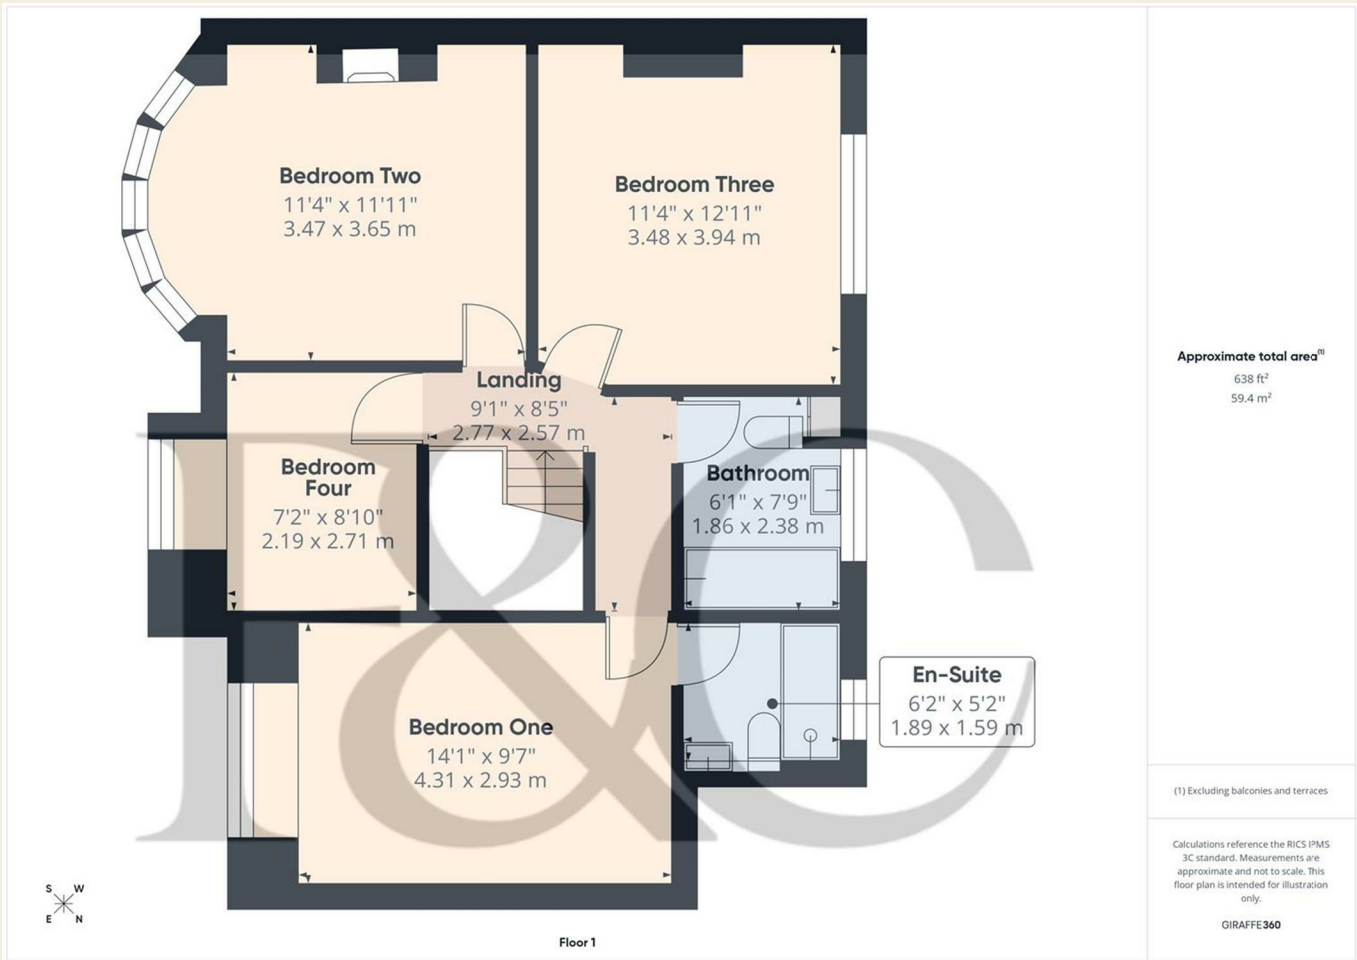 Bedroom Two
11'4" x 11'11"
3.47 x 3.65 m
Bedroom Three
11'4" x 12'11"
3.48 x 3.94 m
Landing
9'1" x 8'5"
2.77 x 2.57 m
Bedroom
Four
7'2" x 8'10"
2.19 x 2.71 m
Bathroom
6'1" x 7'9"
1.86 x 2.38 m
Bedroom One
14'1" x 9'7"
4.31 x 2.93 m
En-Suite
6'2" x 5'2"
1.89 x 1.59 m
F&C
S W
E N
Floor 1
Approximate total area(1)
638 ft²
59.4 m²
(1) Excluding balconies and terraces
Calculations reference the RICS IPMS
3C standard. Measurements are
approximate and not to scale. This
floor plan is intended for illustration
only.
GIRAFFE360